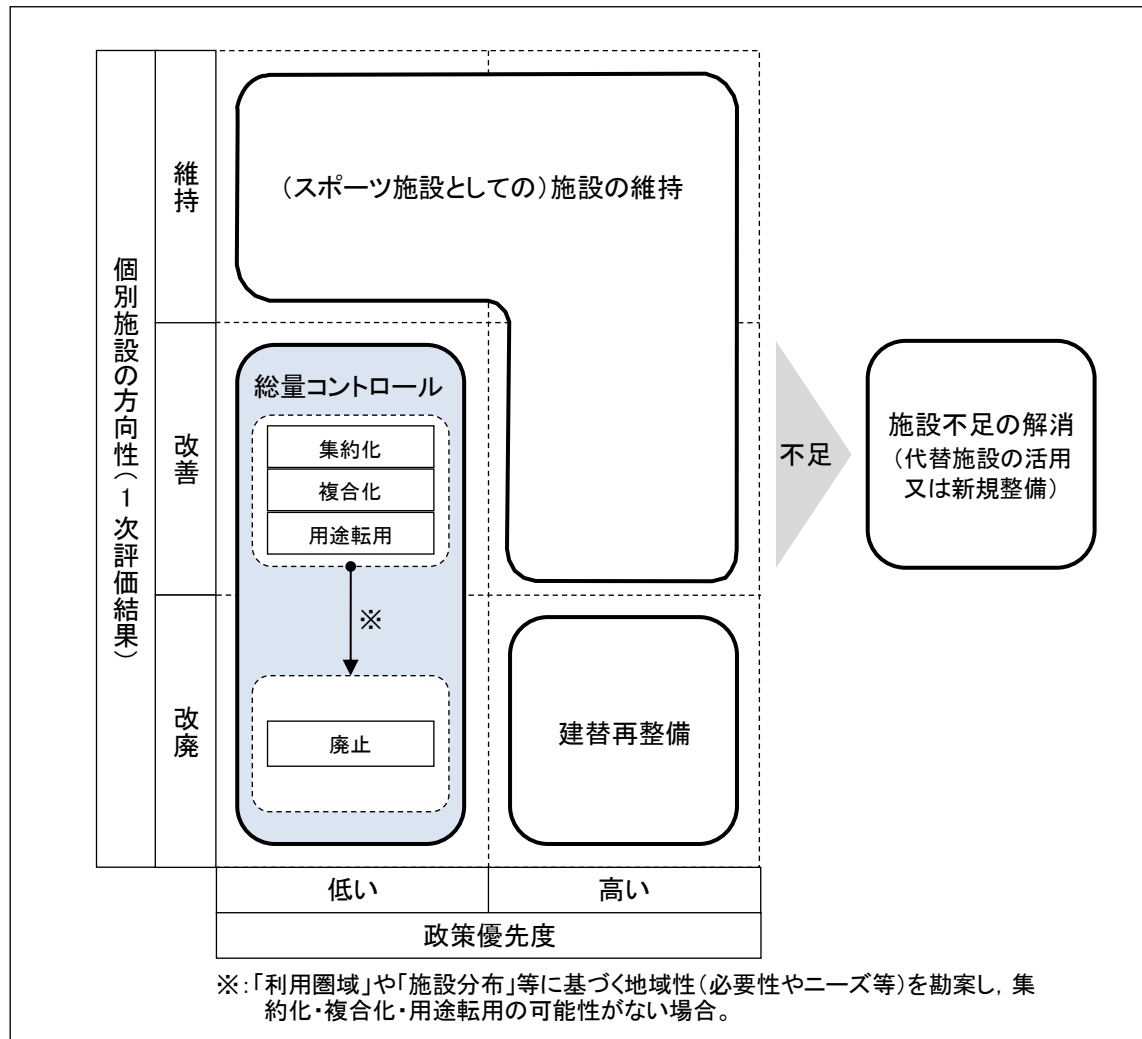 個別施設の方向性(1次評価結果)
維持
改善
改廃
(スポーツ施設としての)施設の維持
総量コントロール
集約化
複合化
用途転用
※
廃止
建替再整備
不足
施設不足の解消
(代替施設の活用
又は新規整備)
低い
高い
政策優先度
※:「利用圏域」や「施設分布」等に基づく地域性(必要性やニーズ等)を勘案し,集
約化・複合化・用途転用の可能性がない場合。